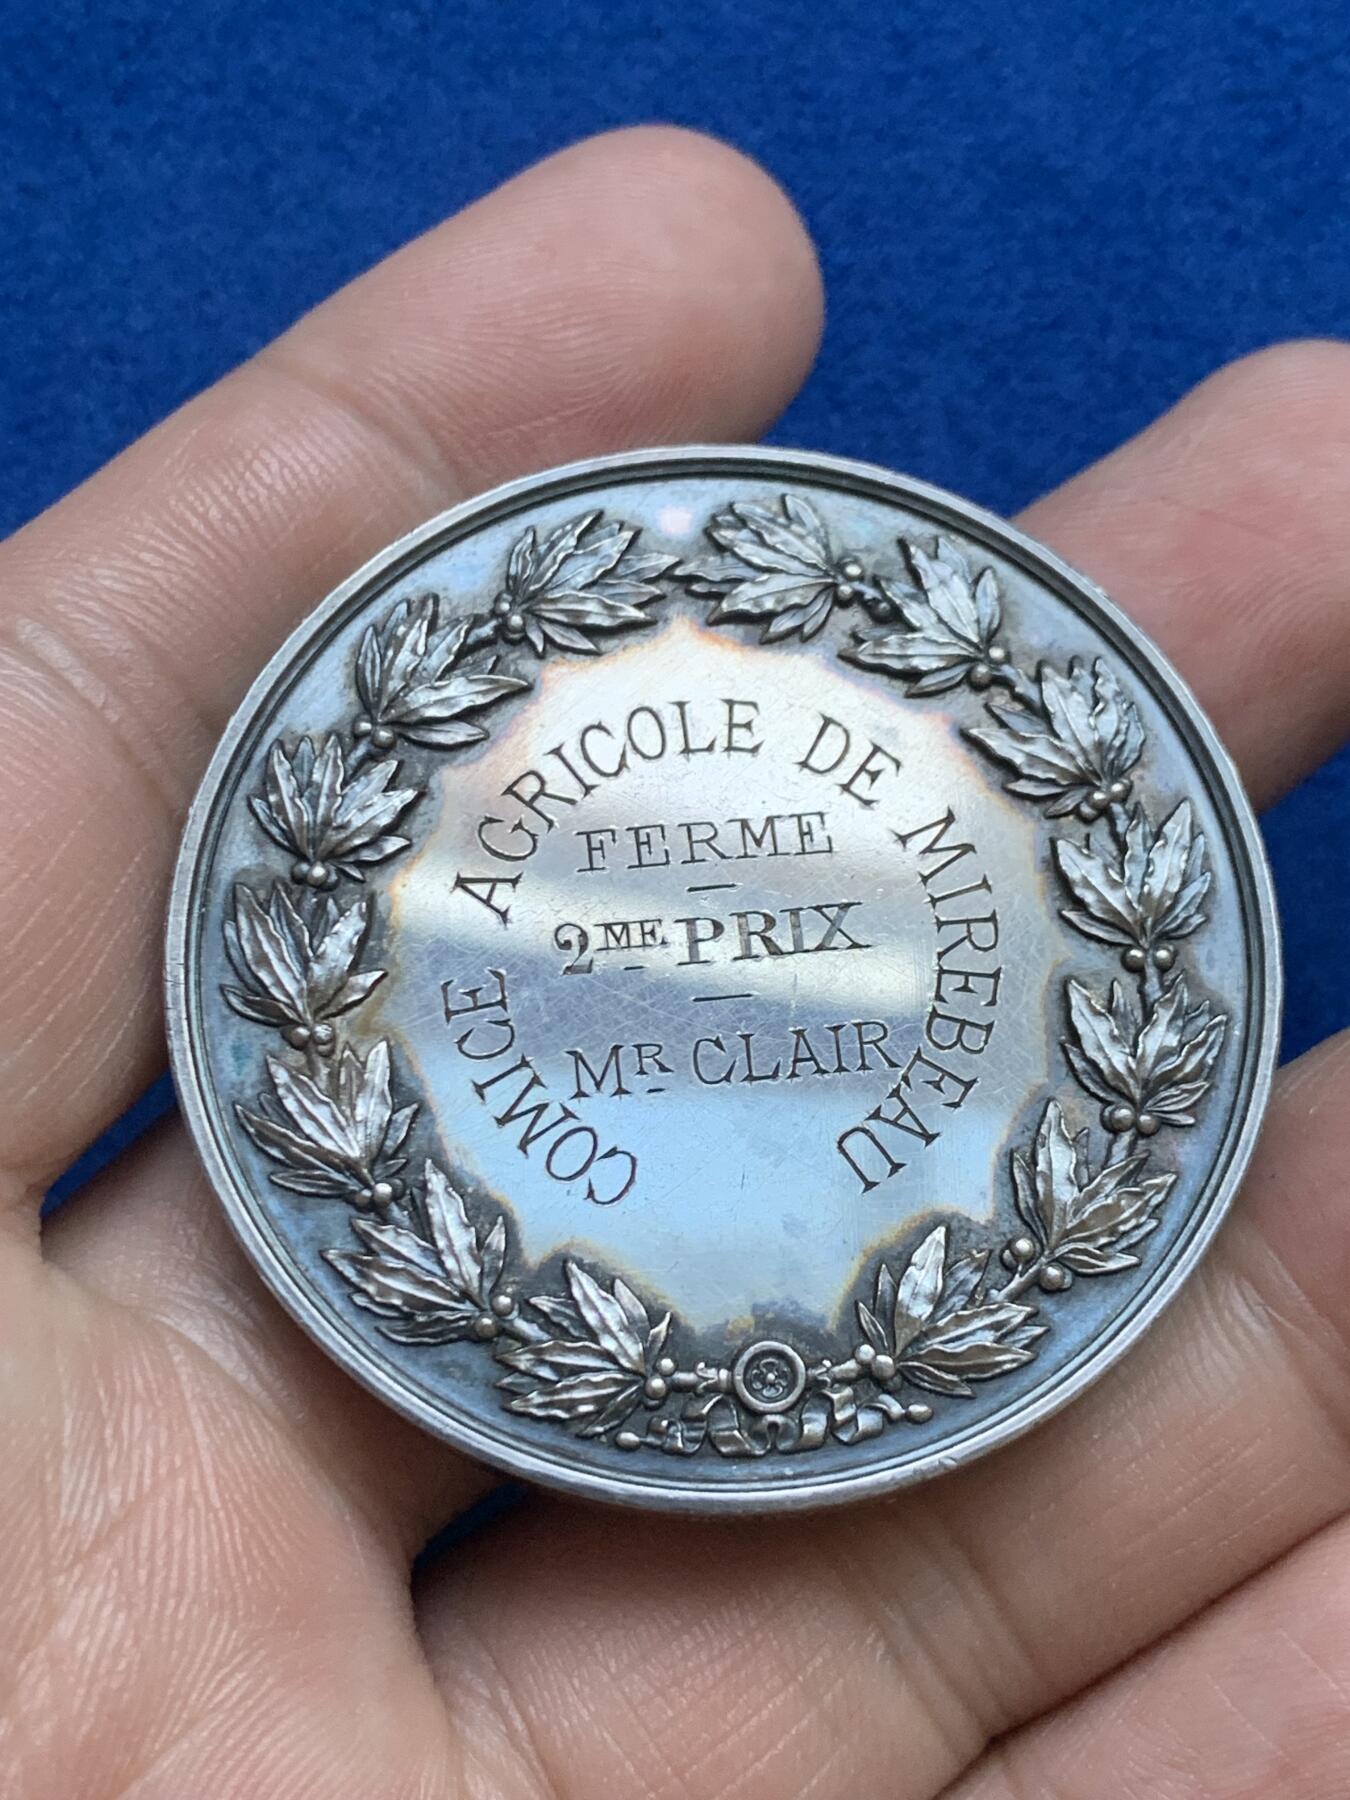 COMICE AGRICOLE DE MIREBEAU
FERME
2ME PRIX
MR CLAIR